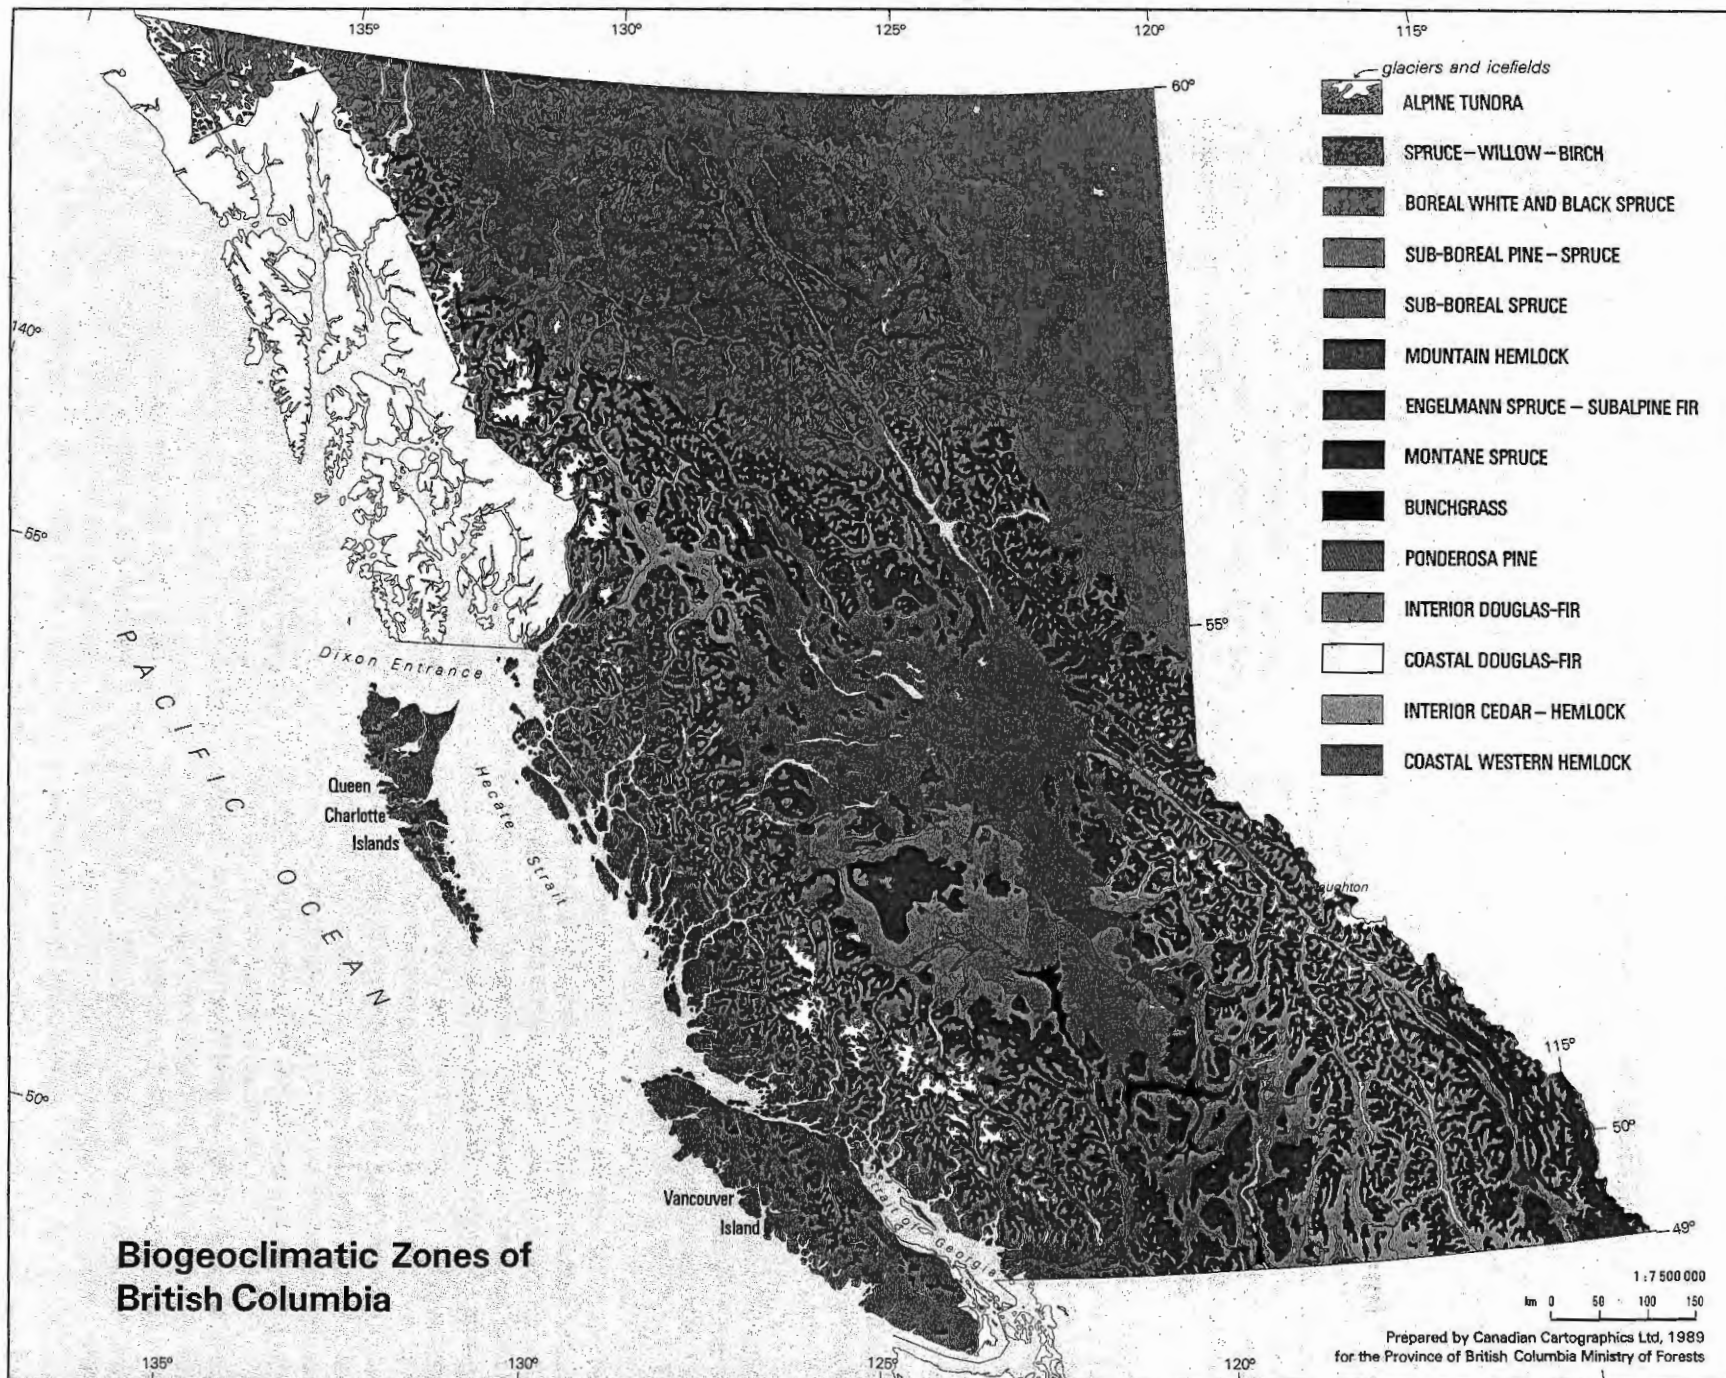 135°
130°
125°
120°
115°
glaciers and icefields
60°
ALPINE TUNDRA
SPRUCE–WILLOW–BIRCH
BOREAL WHITE AND BLACK SPRUCE
SUB-BOREAL PINE–SPRUCE
SUB-BOREAL SPRUCE
140°
MOUNTAIN HEMLOCK
ENGELMANN SPRUCE – SUBALPINE FIR
MONTANE SPRUCE
BUNCHGRASS
55°
PONDEROSA PINE
INTERIOR DOUGLAS-FIR
55°
COASTAL DOUGLAS-FIR
INTERIOR CEDAR–HEMLOCK
COASTAL WESTERN HEMLOCK
PACIFIC OCEAN
Dixon Entrance
Hecate Strait
Queen
Charlotte
Islands
115°
50°
50°
Vancouver
Island
Strait of Georgia
49°
Biogeoclimatic Zones of
British Columbia
1:7 500 000
km 0 50 100 150
Prepared by Canadian Cartographics Ltd, 1989
for the Province of British Columbia Ministry of Forests
135°
130°
125°
120°